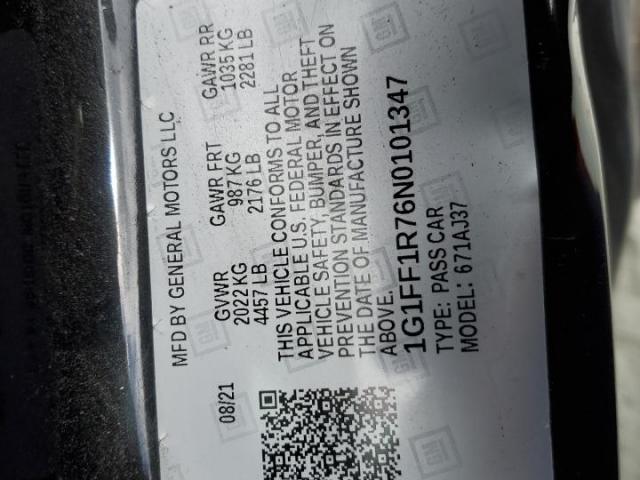 MFD BY GENERAL MOTORS LLC
08/21 GVWR GAWR FRT GAWR RR
2022 KG 987 KG 1035 KG
4457 LB 2176 LB 2281 LB
THIS VEHICLE CONFORMS TO ALL
APPLICABLE U.S. FEDERAL MOTOR
VEHICLE SAFETY, BUMPER, AND THEFT
PREVENTION STANDARDS IN EFFECT ON
THE DATE OF MANUFACTURE SHOWN
ABOVE.
1G1FF1R76N0101347
TYPE: PASS CAR
MODEL: 671AJ37
GM